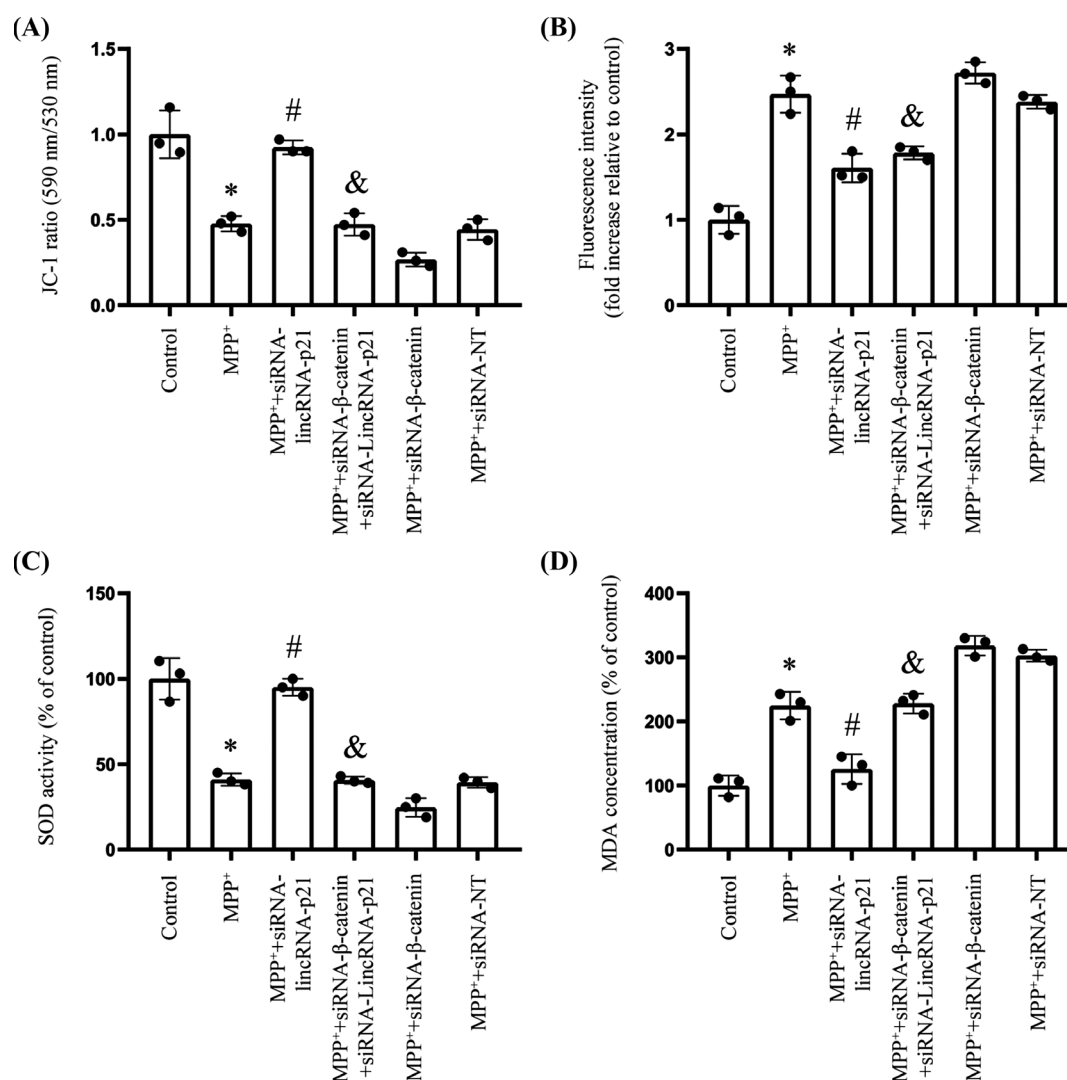 (A)
JC-1 ratio (590 nm/530 nm)
1.5
1.0
0.5
0.0
*
#
&
Control
MPP⁺
MPP⁺+siRNA-
lincRNA-p21
MPP⁺+siRNA-β-catenin
+siRNA-LincRNA-p21
MPP⁺+siRNA-β-catenin
MPP⁺+siRNA-NT
(B)
Fluorescence intensity
(fold increase relative to control)
3
2
1
0
*
#
&
Control
MPP⁺
MPP⁺+siRNA-
lincRNA-p21
MPP⁺+siRNA-β-catenin
+siRNA-LincRNA-p21
MPP⁺+siRNA-β-catenin
MPP⁺+siRNA-NT
(C)
SOD activity (% of control)
150
100
50
0
*
#
&
Control
MPP⁺
MPP⁺+siRNA-
lincRNA-p21
MPP⁺+siRNA-β-catenin
+siRNA-LincRNA-p21
MPP⁺+siRNA-β-catenin
MPP⁺+siRNA-NT
(D)
MDA concentration (% of control)
400
300
200
100
0
*
#
&
Control
MPP⁺
MPP⁺+siRNA-
lincRNA-p21
MPP⁺+siRNA-β-catenin
+siRNA-LincRNA-p21
MPP⁺+siRNA-β-catenin
MPP⁺+siRNA-NT